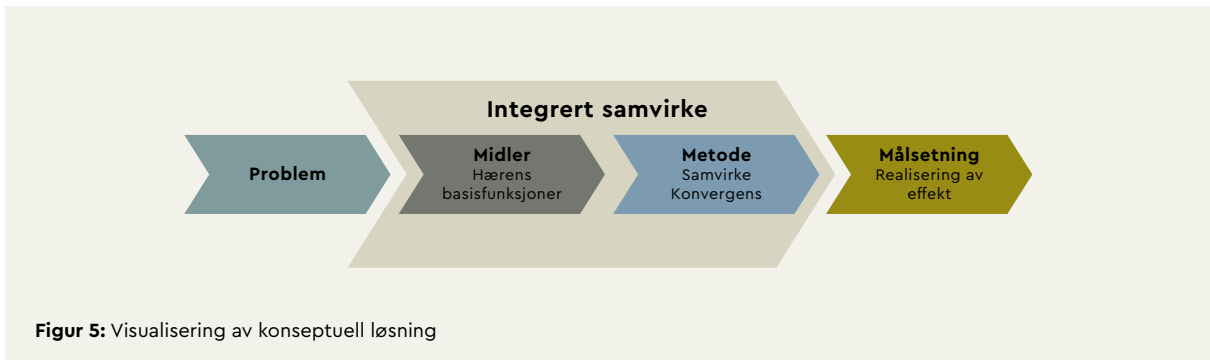 Integrert samvirke
Problem
Midler
Hærens
basisfunksjoner
Metode
Samvirke
Konvergens
Målsetning
Realisering av
effekt
Figur 5: Visualisering av konseptuell løsning